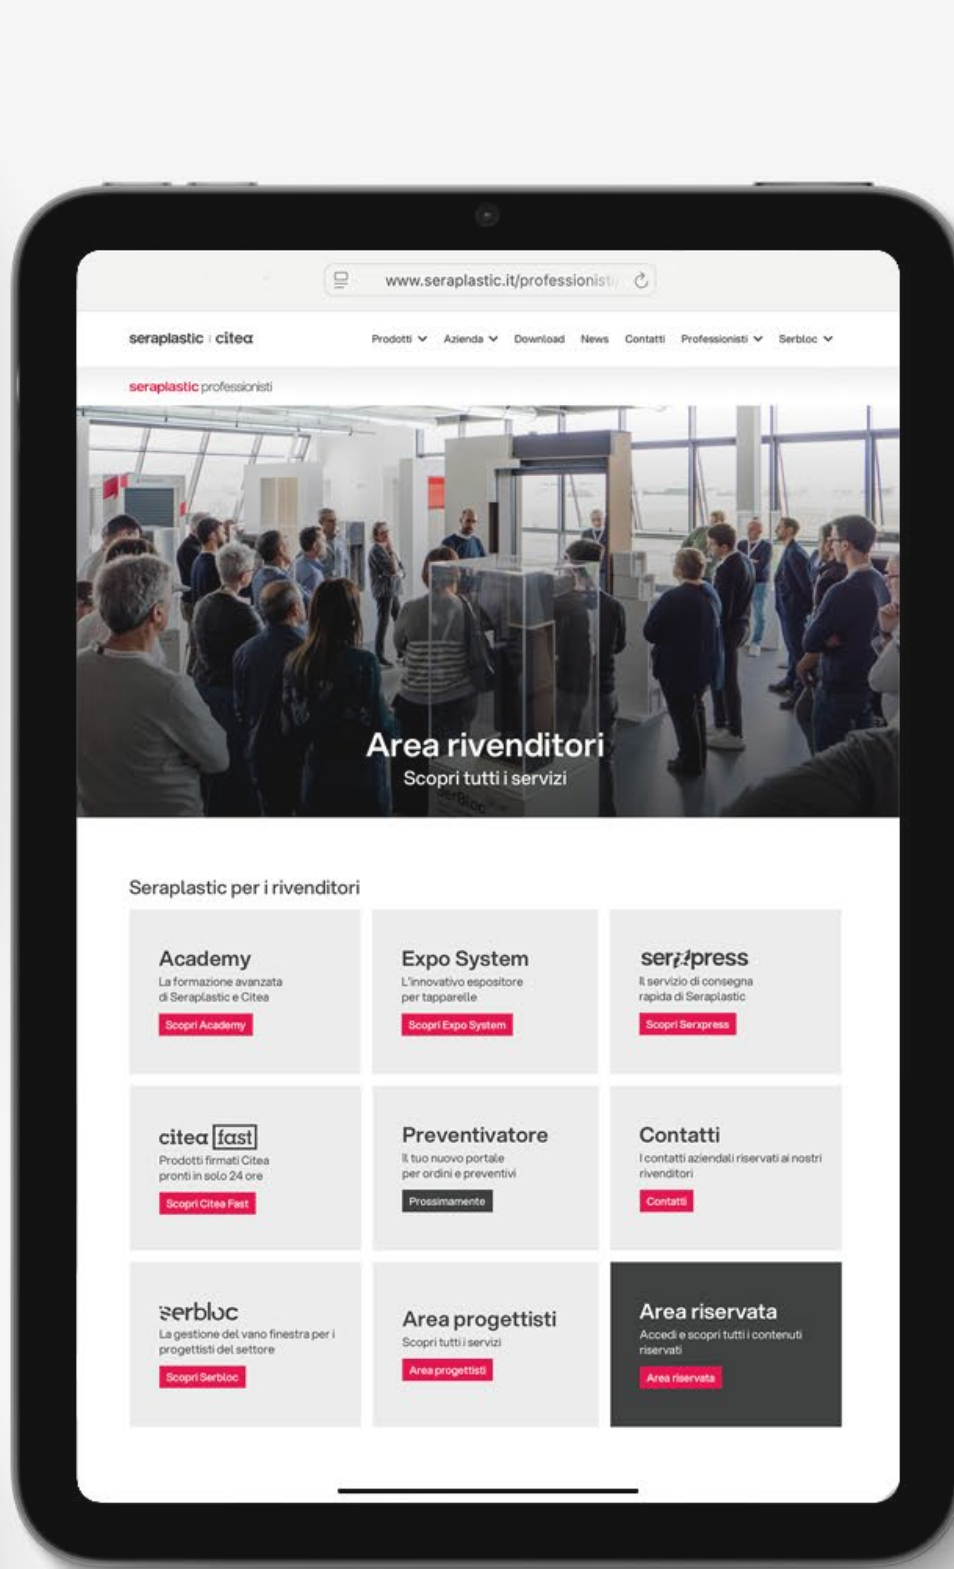 www.seraplastic.it/professionisti/
seraplastic | citea
Prodotti Azienda Download News Contatti Professionisti Serbloc
seraplastic professionisti
Area rivenditori
Scopri tutti i servizi
serBloc
Seraplastic per i rivenditori
Academy
La formazione avanzata
di Seraplastic e Citea
Scopri Academy
Expo System
L'innovativo espositore
per tapparelle
Scopri Expo System
serxpress
Il servizio di consegna
rapida di Seraplastic
Scopri Serxpress
citea fast
Prodotti firmati Citea
pronti in solo 24 ore
Scopri Citea Fast
Preventivatore
Il tuo nuovo portale
per ordini e preventivi
Prossimamente
Contatti
I contatti aziendali riservati ai nostri
rivenditori
Contatti
serbloc
La gestione del vano finestra per i
progettisti del settore
Scopri Serbloc
Area progettisti
Scopri tutti i servizi
Area progettisti
Area riservata
Accedi e scopri tutti i contenuti
riservati
Area riservata